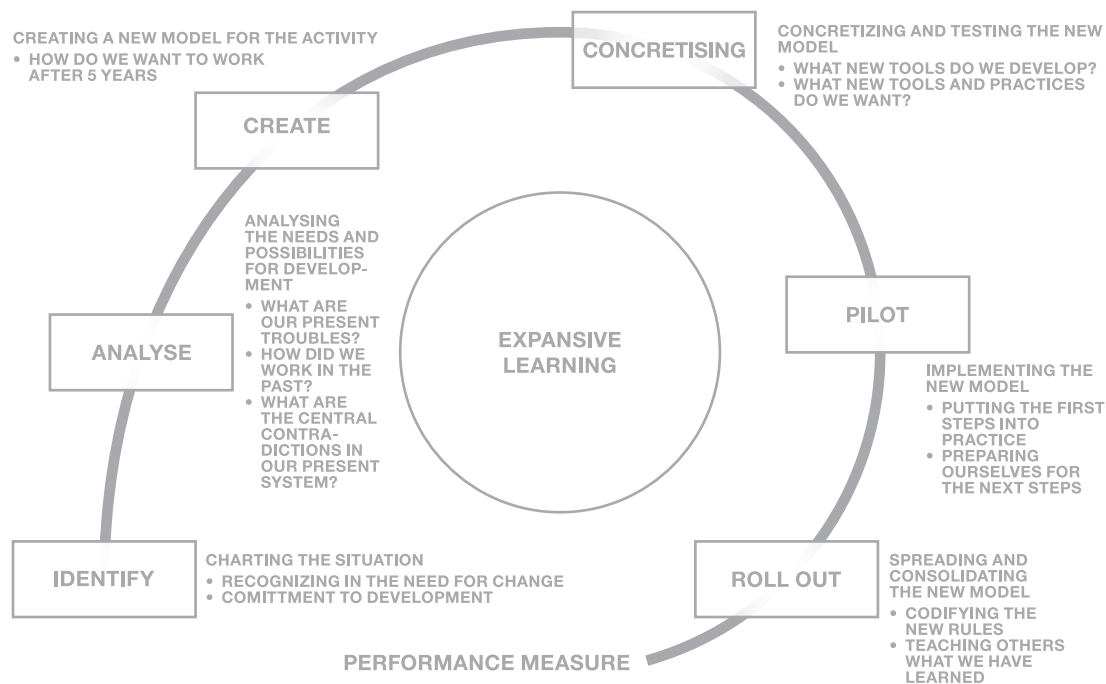 CREATING A NEW MODEL FOR THE ACTIVITY
• HOW DO WE WANT TO WORK
AFTER 5 YEARS
CREATE
CONCRETISING
CONCRETIZING AND TESTING THE NEW
MODEL
• WHAT NEW TOOLS DO WE DEVELOP?
• WHAT NEW TOOLS AND PRACTICES
DO WE WANT?
ANALYSING
THE NEEDS AND
POSSIBILITIES
FOR DEVELOP-
MENT
• WHAT ARE
OUR PRESENT
TROUBLES?
• HOW DID WE
WORK IN THE
PAST?
• WHAT ARE
THE CENTRAL
CONTRA-
DICTIONS IN
OUR PRESENT
SYSTEM?
ANALYSE
EXPANSIVE
LEARNING
PILOT
IMPLEMENTING THE
NEW MODEL
• PUTTING THE FIRST
STEPS INTO
PRACTICE
• PREPARING
OURSELVES FOR
THE NEXT STEPS
IDENTIFY
CHARTING THE SITUATION
• RECOGNIZING IN THE NEED FOR CHANGE
• COMITTMENT TO DEVELOPMENT
ROLL OUT
SPREADING AND
CONSOLIDATING
THE NEW MODEL
• CODIFYING THE
NEW RULES
• TEACHING OTHERS
WHAT WE HAVE
LEARNED
PERFORMANCE MEASURE